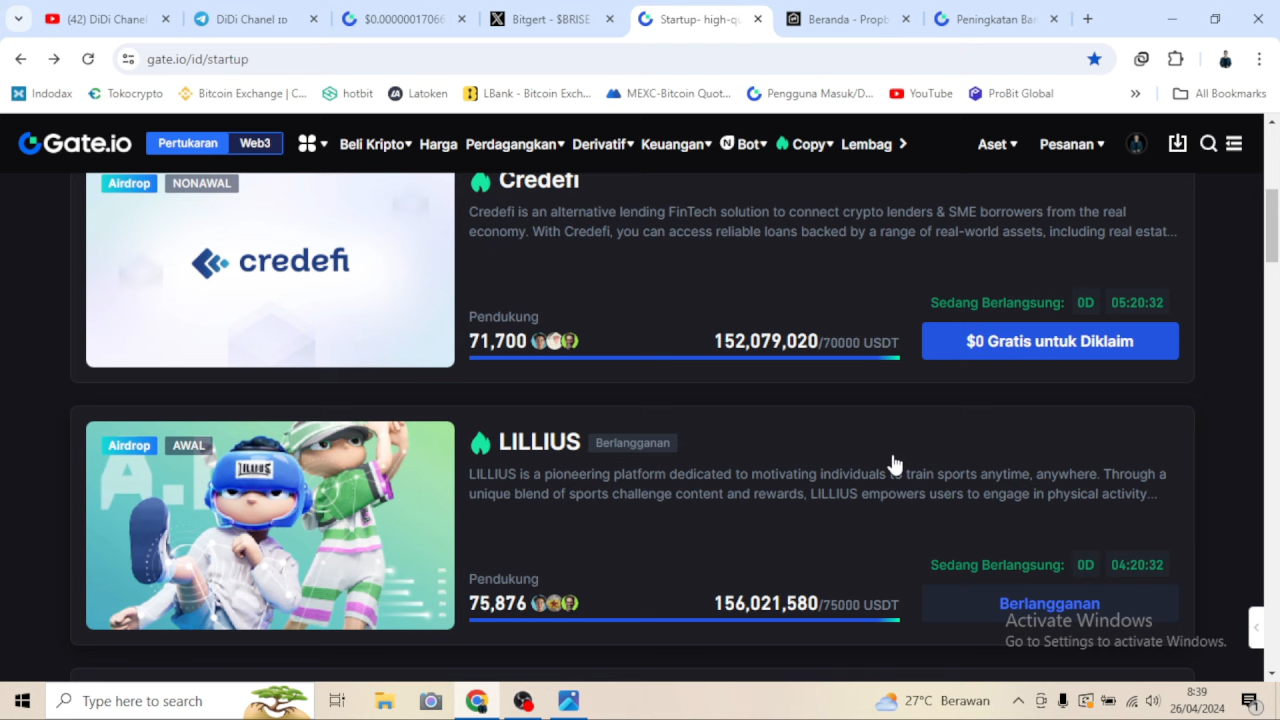 (42) DiDi Chanel
DiDi Chanel ID
$0.00000017066
Bitgert - $BRISE
Startup- high-qu
Beranda - Prob
Peningkatan Bar
gate.io/id/startup
Indodax
Tokocrypto
Bitcoin Exchange | C...
hotbit
Latoken
LBank - Bitcoin Exch...
MEXC-Bitcoin Quot...
Pengguna Masuk/D...
YouTube
ProBit Global
All Bookmarks
Gate.io
Pertukaran
Web3
Beli Kripto
Harga
Perdagangan
Derivatif
Keuangan
Bot
Copy
Lembag
Aset
Pesanan
Airdrop
NONAWAL
credefi
Credefi
Credefi is an alternative lending FinTech solution to connect crypto lenders & SME borrowers from the real
economy. With Credefi, you can access reliable loans backed by a range of real-world assets, including real estat...
Sedang Berlangsung: 0D 05:20:32
Pendukung
71,700
152,079,020/70000 USDT
$0 Gratis untuk Diklaim
Airdrop
AWAL
LILLIUS
LILLIUS
Berlangganan
LILLIUS is a pioneering platform dedicated to motivating individuals to train sports anytime, anywhere. Through a
unique blend of sports challenge content and rewards, LILLIUS empowers users to engage in physical activity...
Sedang Berlangsung: 0D 04:20:32
Pendukung
75,876
156,021,580/75000 USDT
Berlangganan
Activate Windows
Go to Settings to activate Windows.
Type here to search
27°C Berawan
8:39
26/04/2024